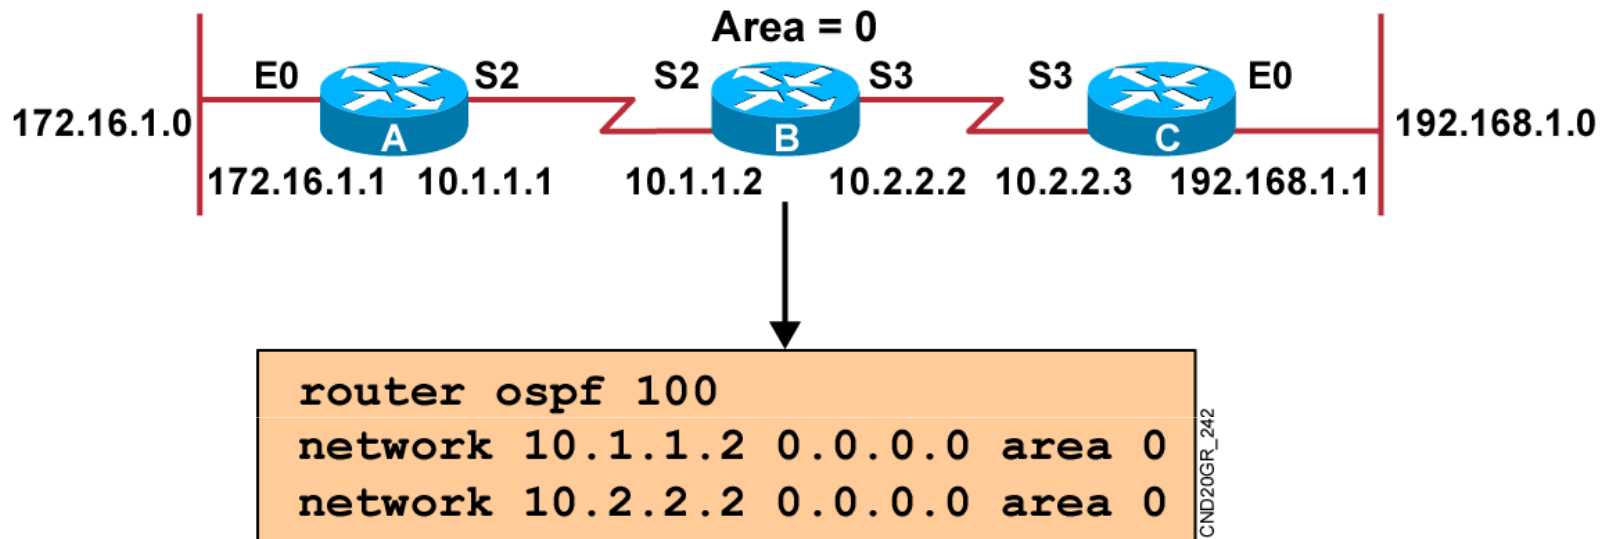 Area = 0
E0 S2 S2 S3 S3 E0
172.16.1.0 A B C 192.168.1.0
172.16.1.1 10.1.1.1 10.1.1.2 10.2.2.2 10.2.2.3 192.168.1.1
router ospf 100
network 10.1.1.2 0.0.0.0 area 0
network 10.2.2.2 0.0.0.0 area 0
CND20GR_242